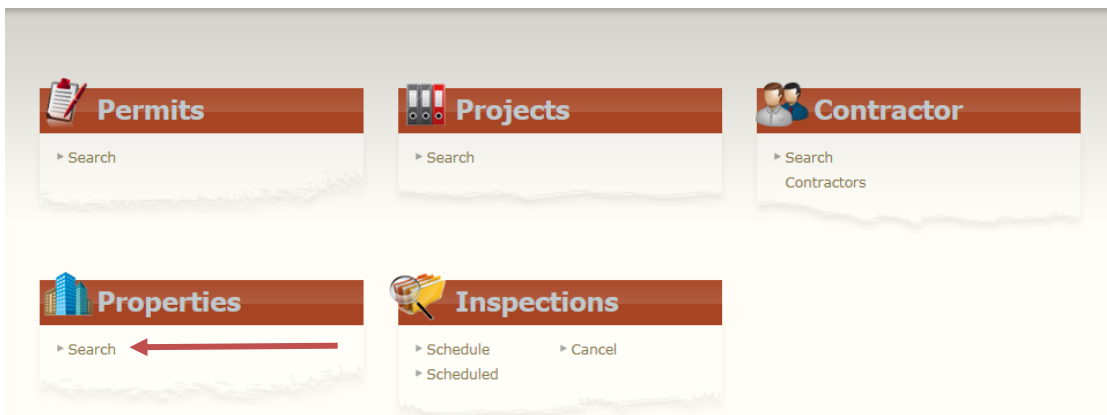 Permits
Search
Projects
Search
Contractor
Search
Contractors
Properties
Search
Inspections
Schedule
Cancel
Scheduled